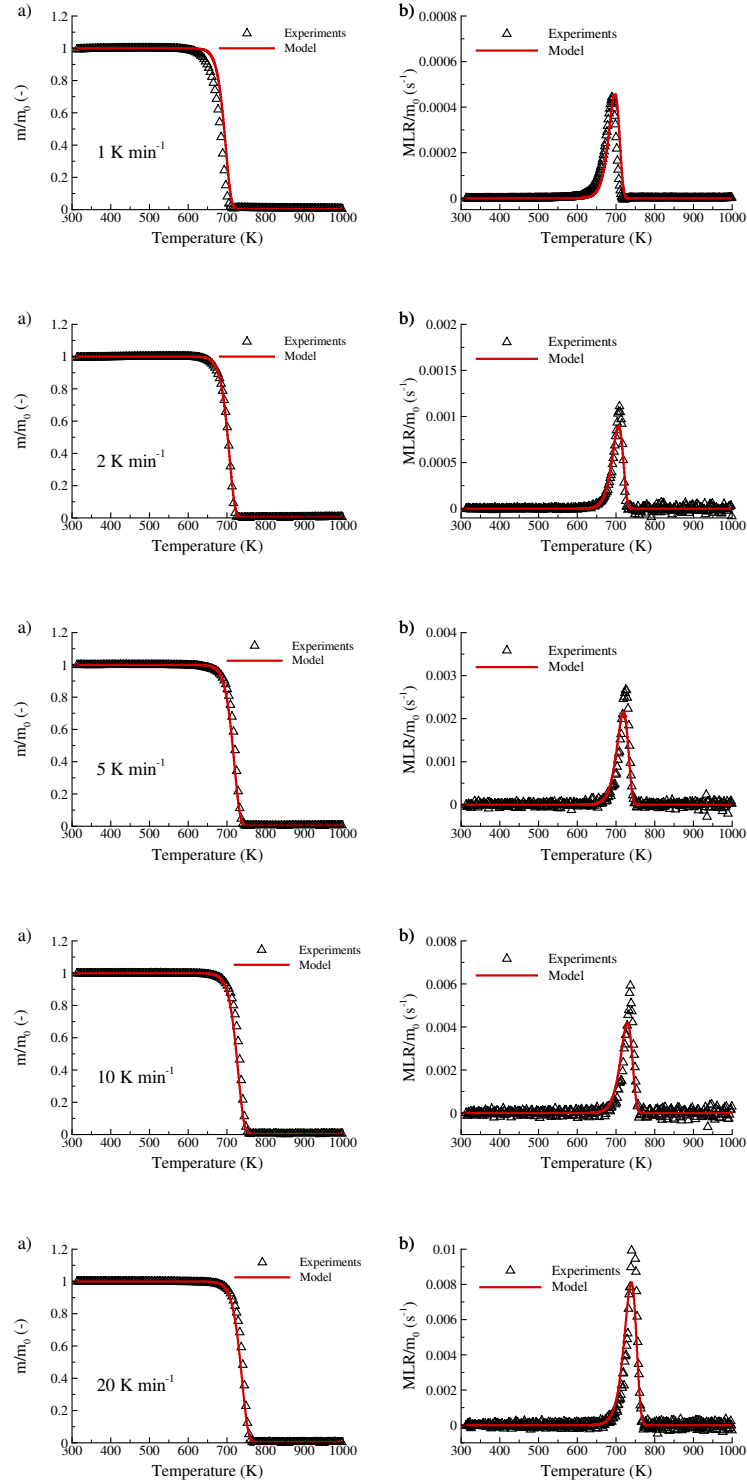 a)
1.2
1
0.8
0.6
0.4
0.2
0
300 400 500 600 700 800 900 1000
Temperature (K)
m/m₀ (-)
Experiments
Model
1 K min⁻¹
b)
0.0008
0.0006
0.0004
0.0002
0
300 400 500 600 700 800 900 1000
Temperature (K)
MLR/m₀ (s⁻¹)
Experiments
Model
a)
1.2
1
0.8
0.6
0.4
0.2
0
300 400 500 600 700 800 900 1000
Temperature (K)
m/m₀ (-)
Experiments
Model
2 K min⁻¹
b)
0.002
0.0015
0.001
0.0005
0
300 400 500 600 700 800 900 1000
Temperature (K)
MLR/m₀ (s⁻¹)
Experiments
Model
a)
1.2
1
0.8
0.6
0.4
0.2
0
300 400 500 600 700 800 900 1000
Temperature (K)
m/m₀ (-)
Experiments
Model
5 K min⁻¹
b)
0.004
0.003
0.002
0.001
0
300 400 500 600 700 800 900 1000
Temperature (K)
MLR/m₀ (s⁻¹)
Experiments
Model
a)
1.2
1
0.8
0.6
0.4
0.2
0
300 400 500 600 700 800 900 1000
Temperature (K)
m/m₀ (-)
Experiments
Model
10 K min⁻¹
b)
0.008
0.006
0.004
0.002
0
300 400 500 600 700 800 900 1000
Temperature (K)
MLR/m₀ (s⁻¹)
Experiments
Model
a)
1.2
1
0.8
0.6
0.4
0.2
0
300 400 500 600 700 800 900 1000
Temperature (K)
m/m₀ (-)
Experiments
Model
20 K min⁻¹
b)
0.01
0.008
0.006
0.004
0.002
0
300 400 500 600 700 800 900 1000
Temperature (K)
MLR/m₀ (s⁻¹)
Experiments
Model